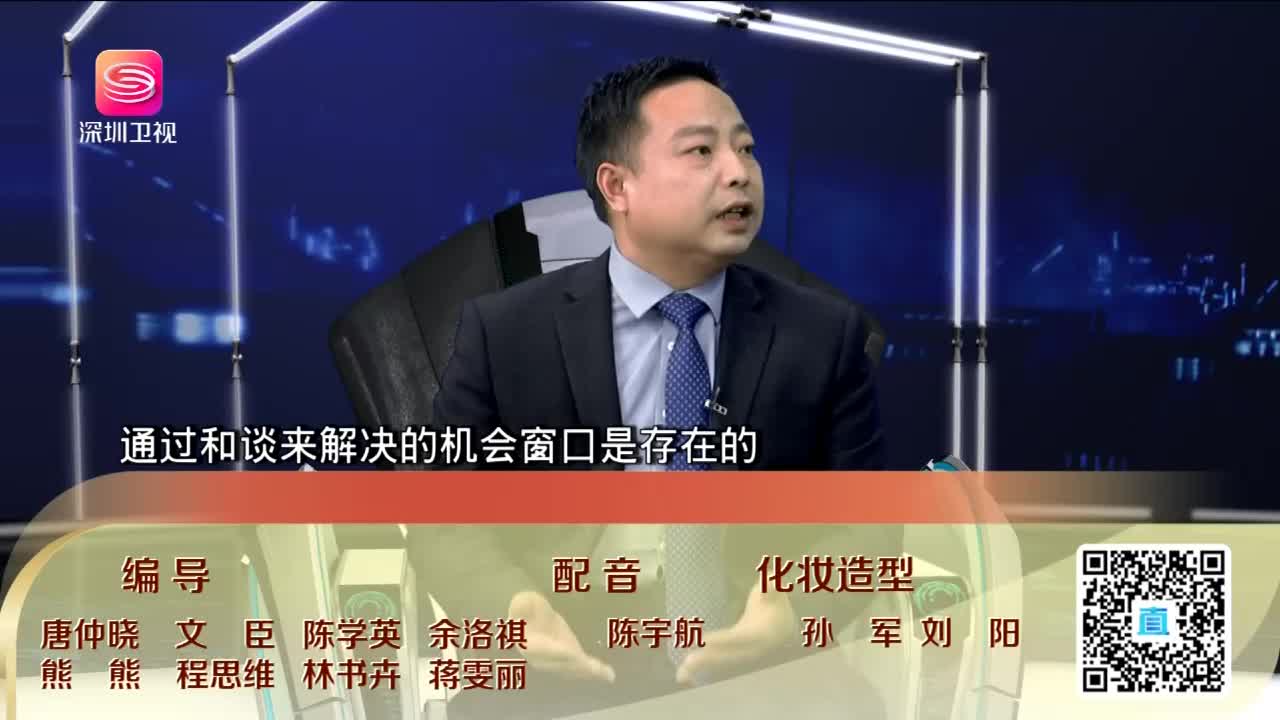 深圳卫视
通过和谈来解决的机会窗口是存在的
编 导 配 音 化妆造型
唐仲晓 文 臣 陈学英 余洛祺 陈宇航 孙 军 刘 阳
熊 熊 程思维 林书卉 蒋雯丽
直